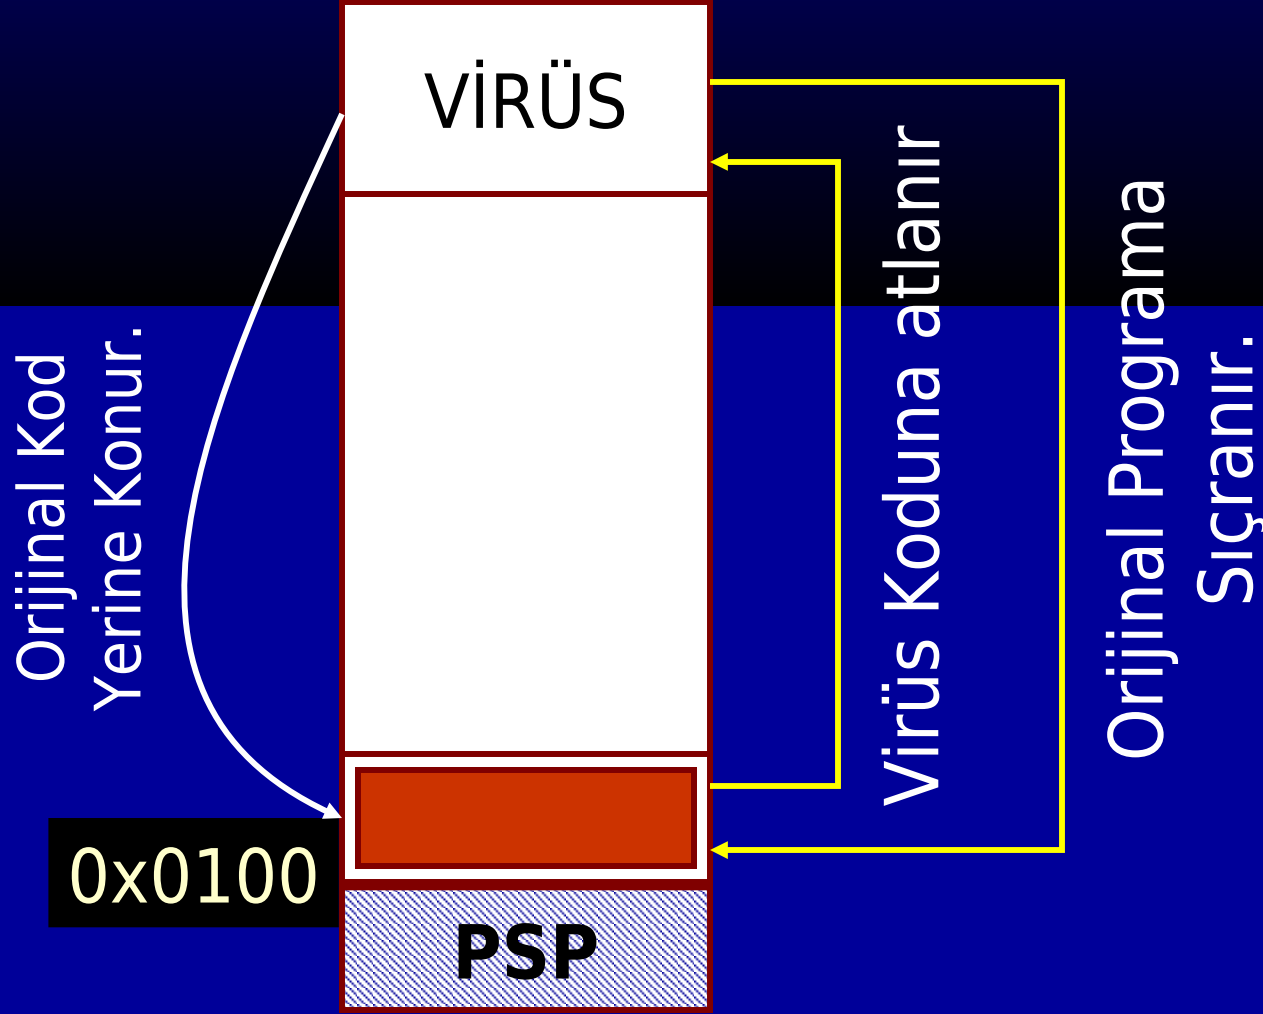 VİRÜS
Orijinal Kod
Yerine Konur.
Virüs Koduna atlanır
Orijinal Programa
Sıçranır.
0x0100
PSP